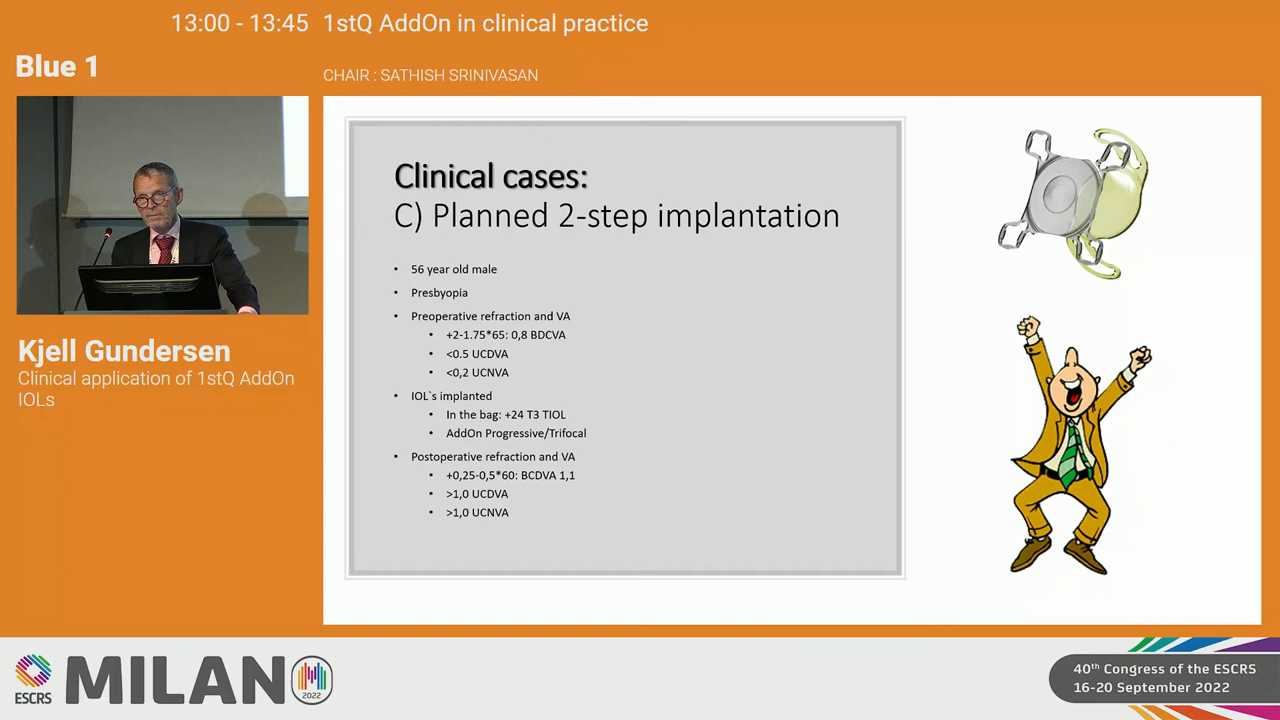 13:00 - 13:45 1stQ AddOn in clinical practice
Blue 1
CHAIR : SATHISH SRINIVASAN
Kjell Gundersen
Clinical application of 1stQ AddOn
IOLs
Clinical cases:
C) Planned 2-step implantation
• 56 year old male
• Presbyopia
• Preoperative refraction and VA
• +2-1.75*65: 0,8 BDCVA
• <0.5 UCDVA
• <0,2 UCNVA
• IOL`s implanted
• In the bag: +24 T3 TIOL
• AddOn Progressive/Trifocal
• Postoperative refraction and VA
• +0,25-0,5*60: BCDVA 1,1
• >1,0 UCDVA
• >1,0 UCNVA
ESCRS
MILANO
2022
40th Congress of the ESCRS
16-20 September 2022